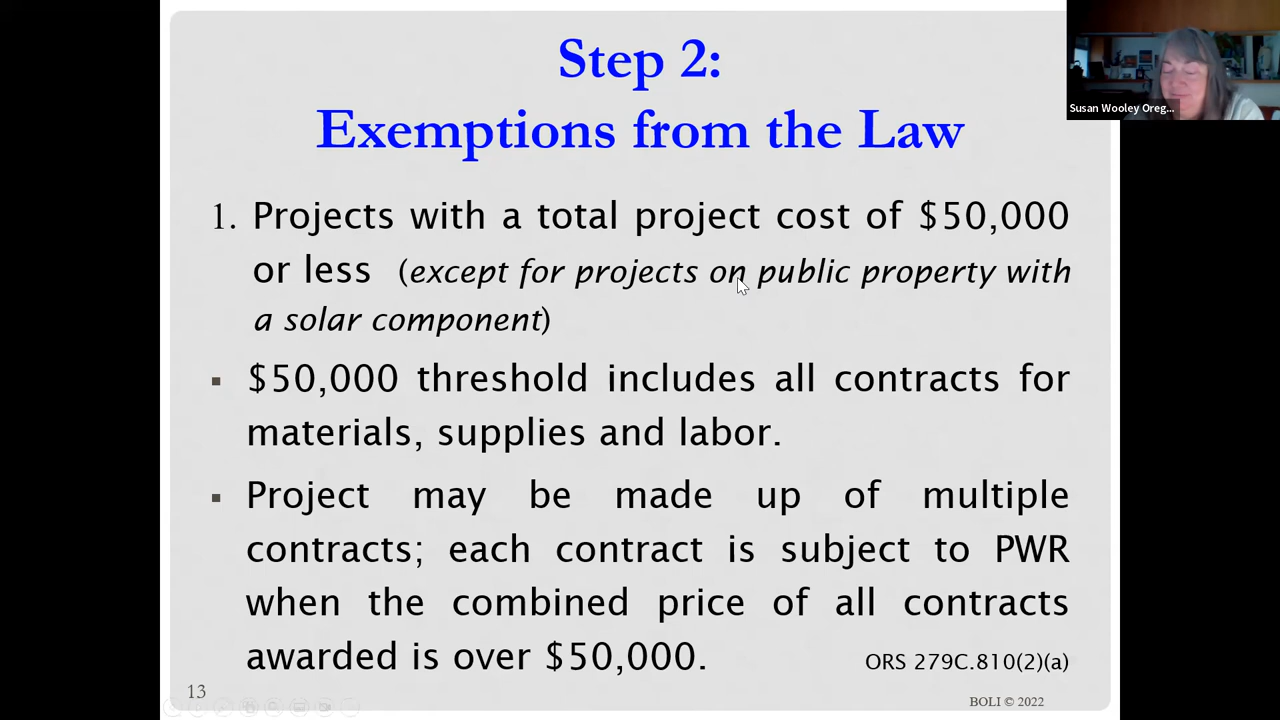 Step 2:
Exemptions from the Law
Susan Wooley Oreg...
1. Projects with a total project cost of $50,000
or less (except for projects on public property with
a solar component)
▪ $50,000 threshold includes all contracts for
materials, supplies and labor.
▪ Project may be made up of multiple
contracts; each contract is subject to PWR
when the combined price of all contracts
awarded is over $50,000.
ORS 279C.810(2)(a)
13
BOLI © 2022